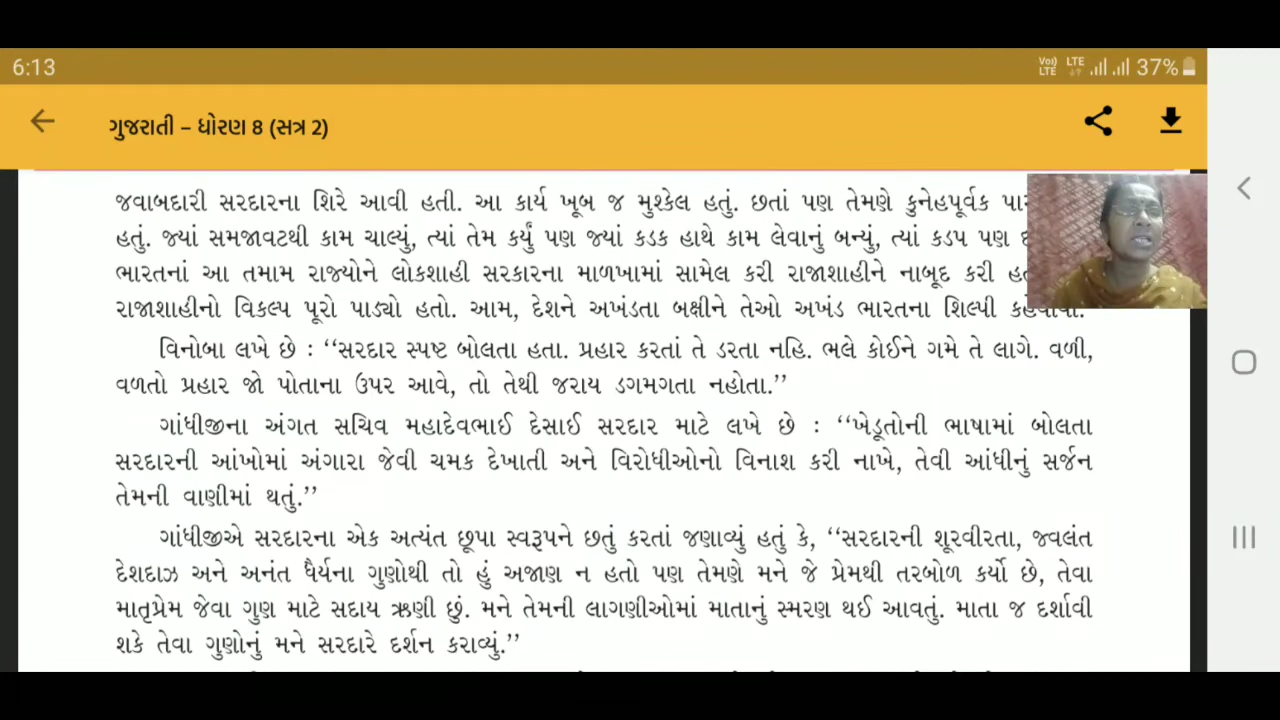 6:13
Vo)) LTE LTE 37%
ગુજરાતી – ધોરણ 8 (સત્ર 2)
જવાબદારી સરદારના શિરે આવી હતી. આ કાર્ય ખૂબ જ મુશ્કેલ હતું. છતાં પણ તેમણે કુનેહપૂર્વક
હતું. જ્યાં સમજાવટથી કામ ચાલ્યું, ત્યાં તેમ કર્યું પણ જ્યાં કડક હાથે કામ લેવાનું બન્યું, ત્યાં કડપ પણ
ભારતનાં આ તમામ રાજ્યોને લોકશાહી સરકારના માળખામાં સામેલ કરી રાજાશાહીને નાબૂદ કરી
રાજાશાહીનો વિકલ્પ પૂરો પાડ્યો હતો. આમ, દેશને અખંડતા બક્ષીને તેઓ અખંડ ભારતના શિલ્પી
વિનોબા લખે છે : ‘‘સરદાર સ્પષ્ટ બોલતા હતા. પ્રહાર કરતાં તે ડરતા નહિ. ભલે કોઈને ગમે તે લાગે. વળી,
વળતો પ્રહાર જો પોતાના ઉપર આવે, તો તેથી જરાય ડગમગતા નહોતા.’’
ગાંધીજીના અંગત સચિવ મહાદેવભાઈ દેસાઈ સરદાર માટે લખે છે : ‘‘ખેડૂતોની ભાષામાં બોલતા
સરદારની આંખોમાં અંગારા જેવી ચમક દેખાતી અને વિરોધીઓનો વિનાશ કરી નાખે, તેવી આંધીનું સર્જન
તેમની વાણીમાં થતું.’’
ગાંધીજીએ સરદારના એક અત્યંત છૂપા સ્વરૂપને છતું કરતાં જણાવ્યું હતું કે, ‘‘સરદારની શૂરવીરતા, જ્વલંત
દેશદાઝ અને અનંત ધૈર્યના ગુણોથી તો હું અજાણ ન હતો પણ તેમણે મને જે પ્રેમથી તરબોળ કર્યો છે, તેવા
માતૃપ્રેમ જેવા ગુણ માટે સદાય ઋણી છું. મને તેમની લાગણીઓમાં માતાનું સ્મરણ થઈ આવતું. માતા જ દર્શાવી
શકે તેવા ગુણોનું મને સરદારે દર્શન કરાવ્યું.’’